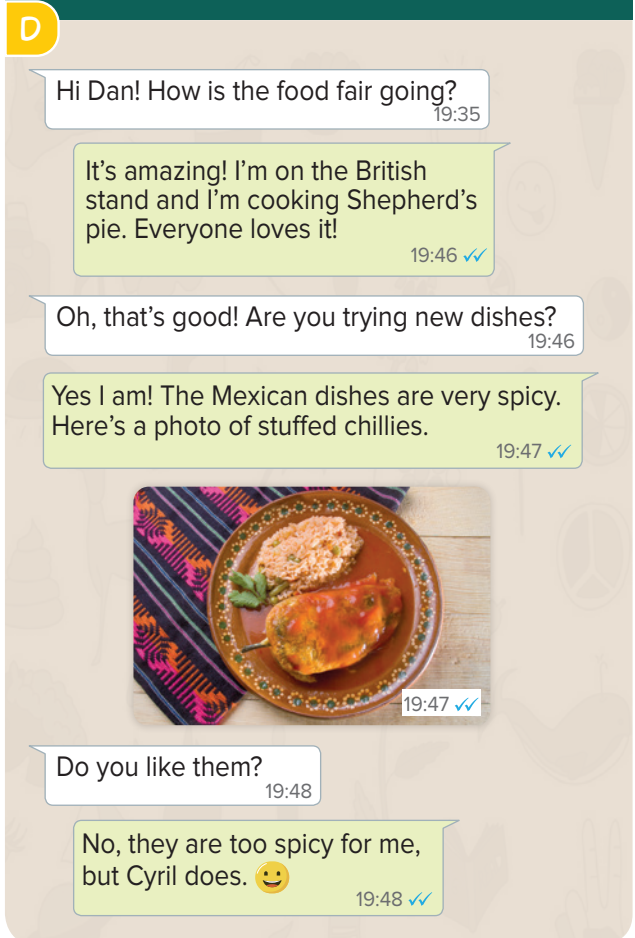 D
Hi Dan! How is the food fair going?
19:35
It's amazing! I'm on the British
stand and I'm cooking Shepherd's
pie. Everyone loves it!
19:46
Oh, that's good! Are you trying new dishes?
19:46
Yes I am! The Mexican dishes are very spicy.
Here's a photo of stuffed chillies.
19:47
19:47
Do you like them?
19:48
No, they are too spicy for me,
but Cyril does. 😀
19:48